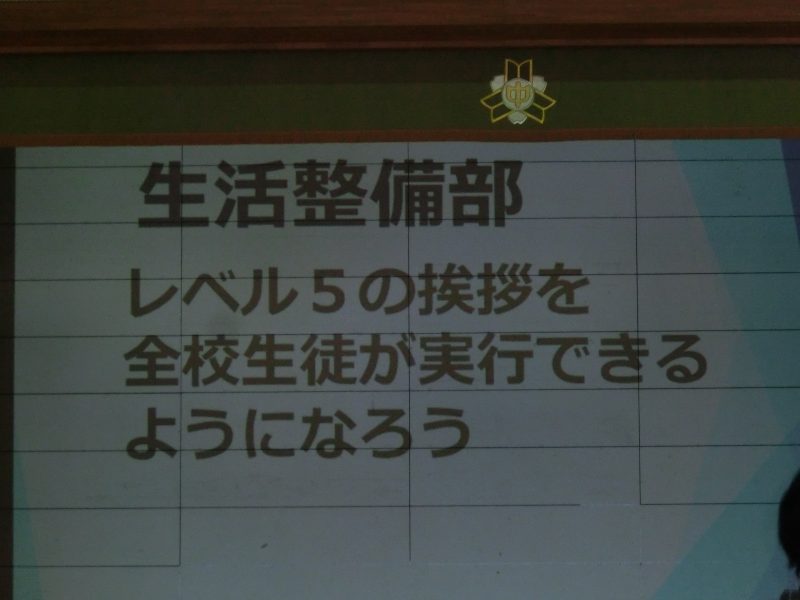 中
生活整備部
レベル５の挨拶を
全校生徒が実行できる
ようになろう